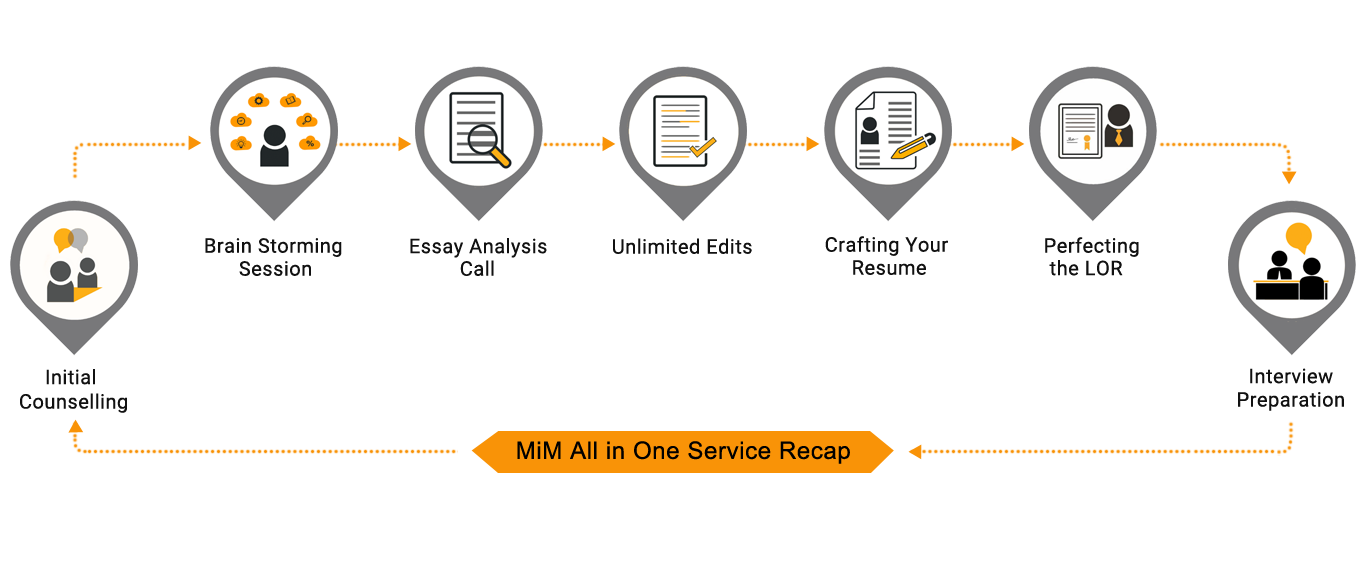 Initial
Counselling
Brain Storming
Session
Essay Analysis
Call
Unlimited Edits
Crafting Your
Resume
Perfecting
the LOR
Interview
Preparation
MiM All in One Service Recap